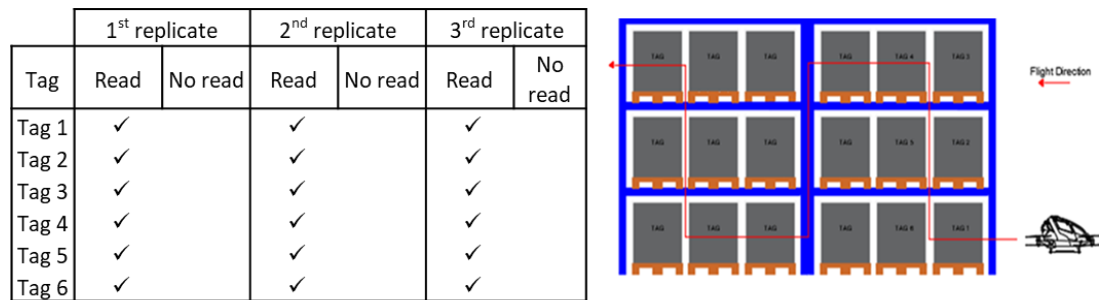 1st replicate 2nd replicate 3rd replicate
Tag Read No read Read No read Read No read
Tag 1 ✓ ✓ ✓
Tag 2 ✓ ✓ ✓
Tag 3 ✓ ✓ ✓
Tag 4 ✓ ✓ ✓
Tag 5 ✓ ✓ ✓
Tag 6 ✓ ✓ ✓
TAG TAG TAG TAG TAG 4 TAG 3
Flight Direction
TAG TAG TAG TAG TAG 5 TAG 2
TAG TAG TAG TAG TAG 6 TAG 1